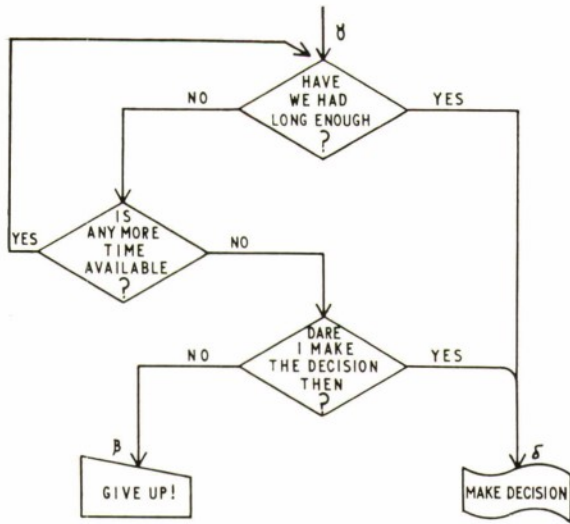 ɣ
HAVE
WE HAD
LONG ENOUGH
?
NO
YES
IS
ANY MORE
TIME
AVAILABLE
?
YES
NO
DARE
I MAKE
THE DECISION
THEN
?
NO
YES
β
GIVE UP!
δ
MAKE DECISION